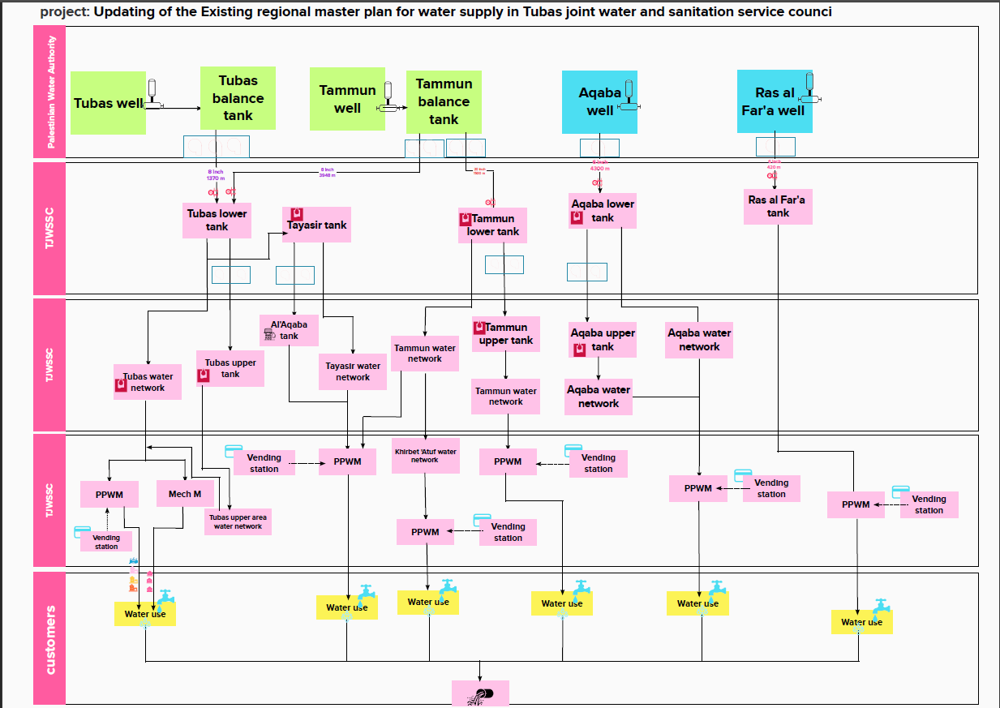 project: Updating of the Existing regional master plan for water supply in Tubas joint water and sanitation service counci
Palestinian Water Authority
Tubas well
Tubas
balance
tank
Tammun
well
Tammun
balance
tank
Aqaba
well
Ras al
Far'a well
TJWSSC
8 Inch
1370 m
8 Inch
3948 m
4300 m
420 m
Tubas lower
tank
Tayasir tank
Tammun
lower tank
Aqaba lower
tank
Ras al Far'a
tank
TJWSSC
Al'Aqaba
tank
Tammun
upper tank
Aqaba upper
tank
Aqaba water
network
Tammun water
network
Tubas upper
tank
Tayasir water
network
Tubas water
network
Tammun water
network
Aqaba water
network
TJWSSC
Vending
station
PPWM
Khirbet 'Atuf water
network
PPWM
Vending
station
PPWM
Mech M
PPWM
Vending
station
PPWM
Vending
station
Tubas upper area
water network
Vending
station
PPWM
Vending
station
customers
Water use
Water use
Water use
Water use
Water use
Water use